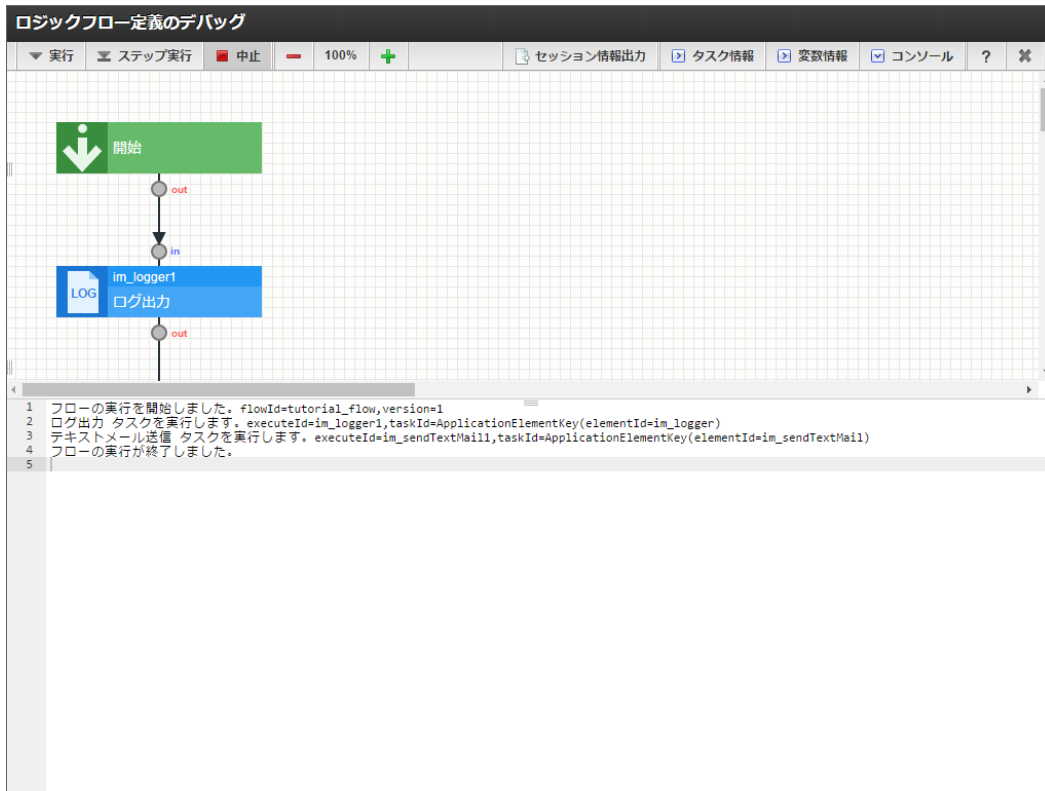 ロジックフロー定義のデバッグ
実行 ステップ実行 中止 100% セッション情報出力 タスク情報 変数情報 コンソール ?
開始
out
in
im_logger1
LOG
ログ出力
out
1 フローの実行を開始しました。flowId=tutorial_flow,version=1
2 ログ出力 タスクを実行します。executeId=im_logger1,taskId=ApplicationElementKey(elementId=im_logger)
3 テキストメール送信 タスクを実行します。executeId=im_sendTextMail1,taskId=ApplicationElementKey(elementId=im_sendTextMail)
4 フローの実行が終了しました。
5